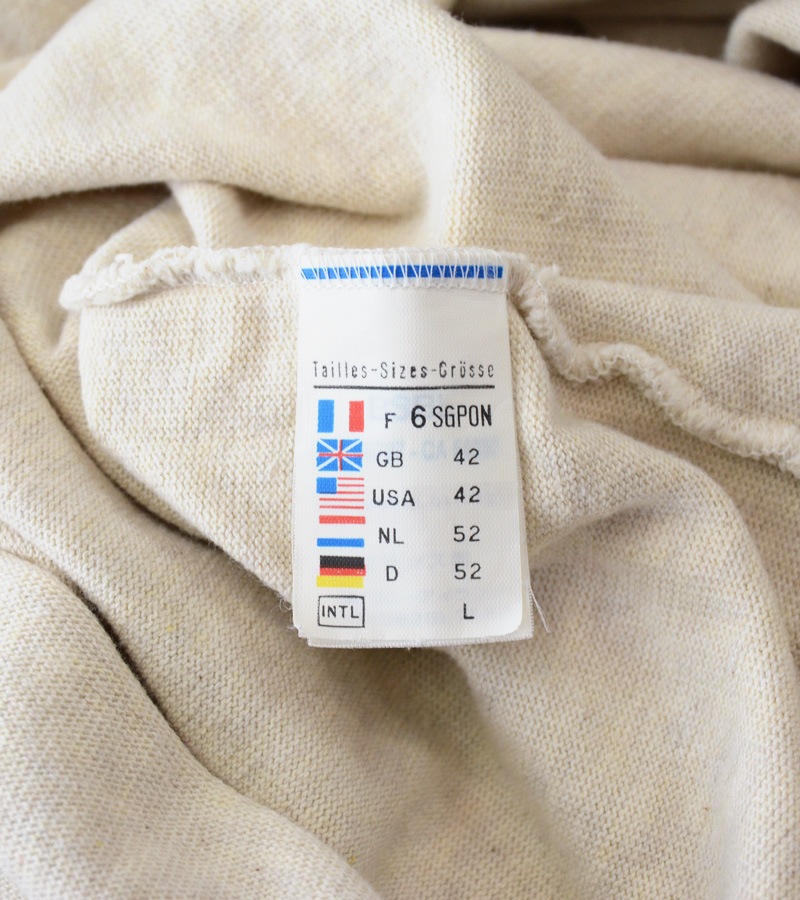 Tailles-Sizes-Grösse
F 6 SGPON
GB 42
USA 42
NL 52
D 52
INTL L